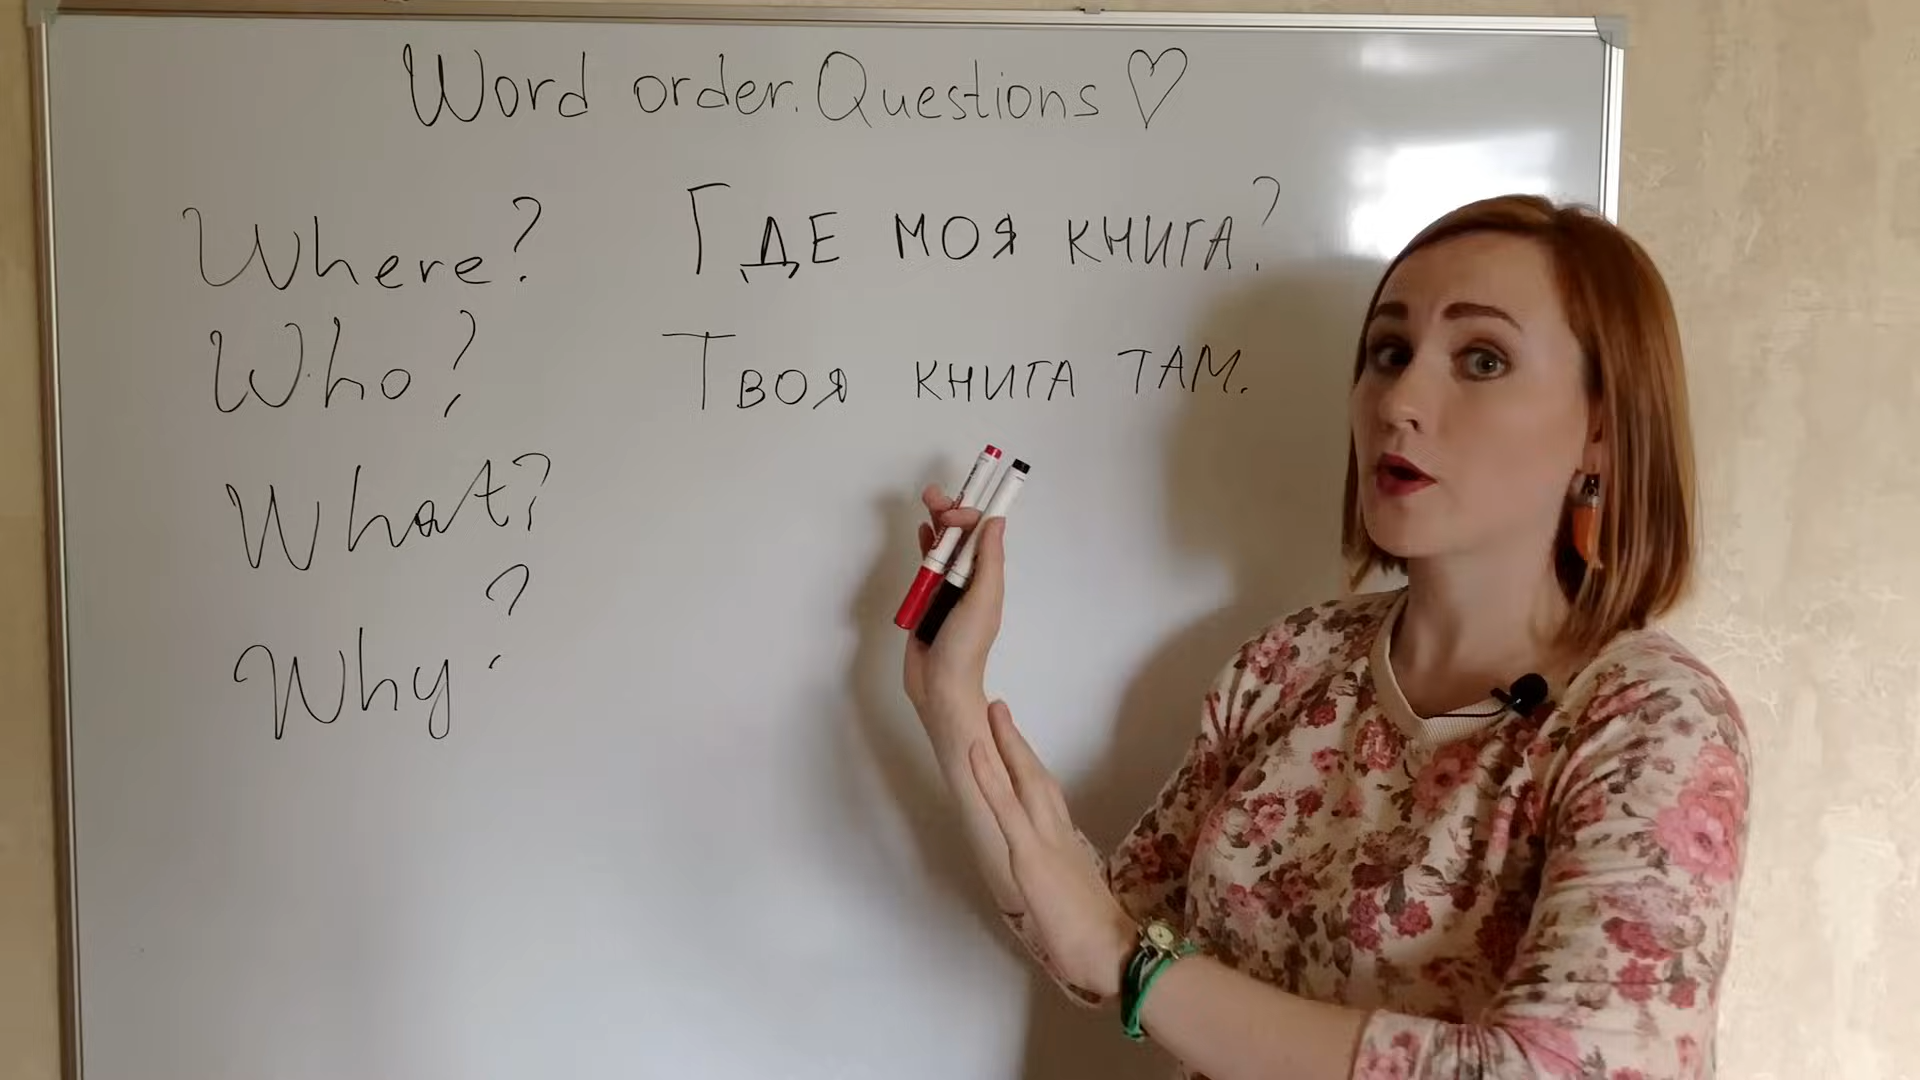 Word order. Questions ♡
Where?
Who?
What?
Why?
Где моя книга?
Твоя книга там.